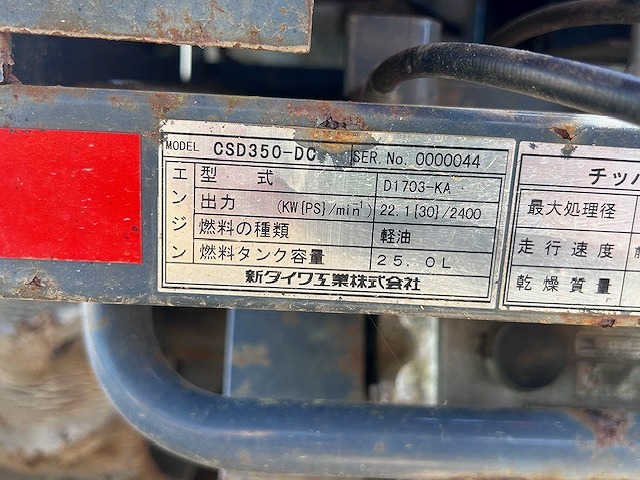 MODEL CSD350-DC SER. No. 0000044
エンジン
型式 D1703-KA
出力 (KW{PS}/min⁻¹) 22.1{30}/2400
燃料の種類 軽油
燃料タンク容量 25.0L
新ダイワ工業株式会社
チッパ
最大処理径
走行速度
乾燥質量